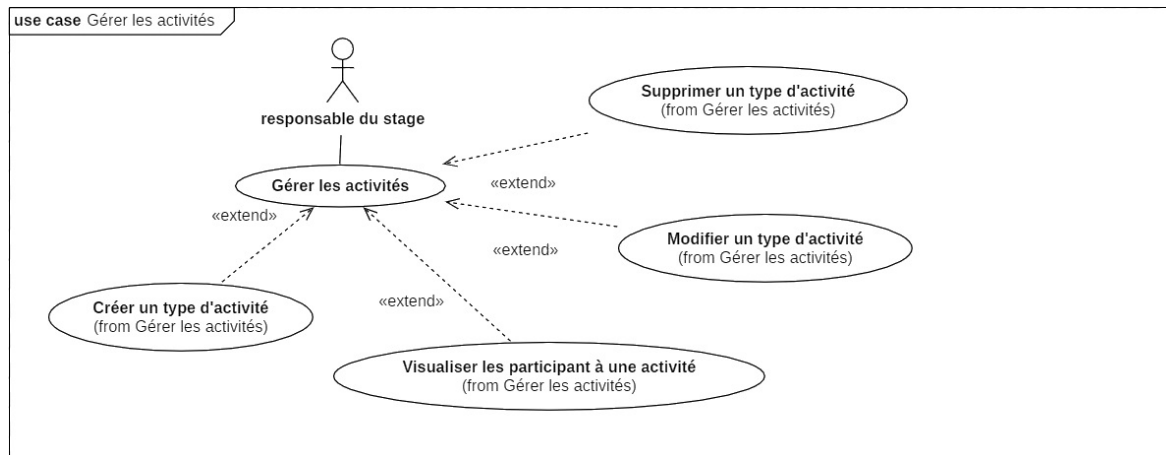 use case Gérer les activités
responsable du stage
Supprimer un type d'activité
(from Gérer les activités)
Gérer les activités
«extend»
«extend»
Modifier un type d'activité
(from Gérer les activités)
«extend»
Créer un type d'activité
(from Gérer les activités)
«extend»
Visualiser les participant à une activité
(from Gérer les activités)